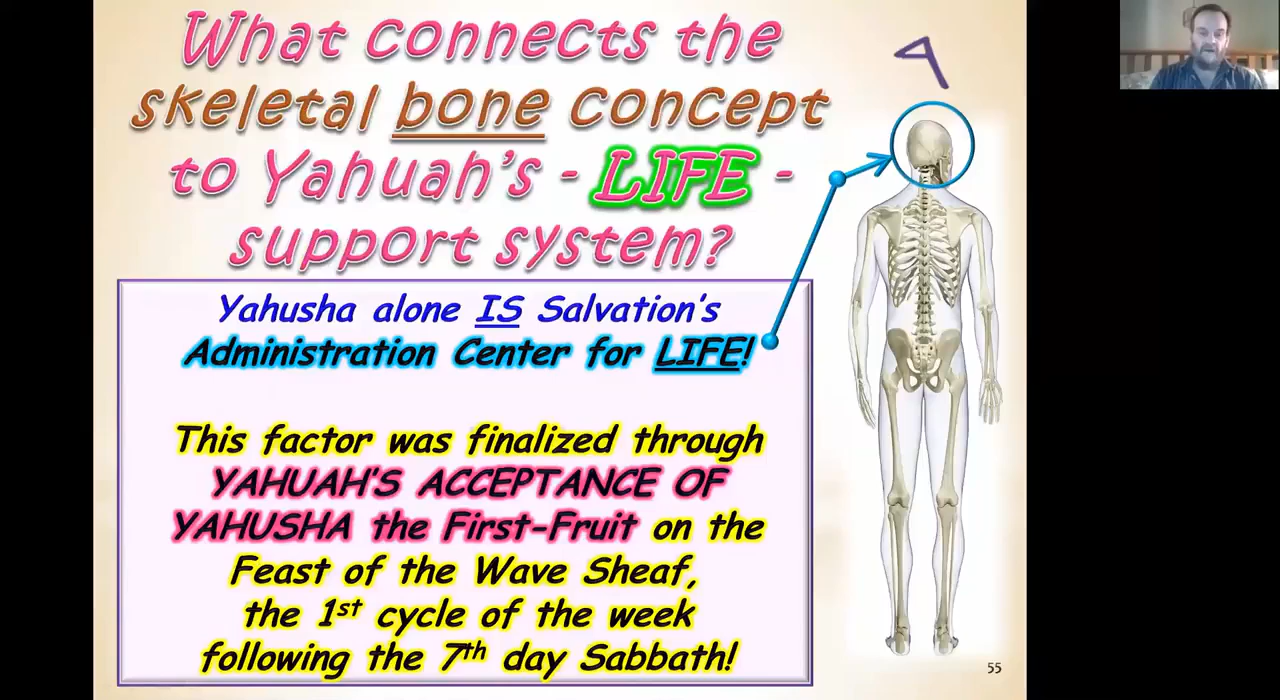 What connects the
skeletal bone concept
to Yahuah's - LIFE -
support system?
Yahusha alone IS Salvation's
Administration Center for LIFE!
This factor was finalized through
YAHUAH'S ACCEPTANCE OF
YAHUSHA the First-Fruit on the
Feast of the Wave Sheaf,
the 1st cycle of the week
following the 7th day Sabbath!
55